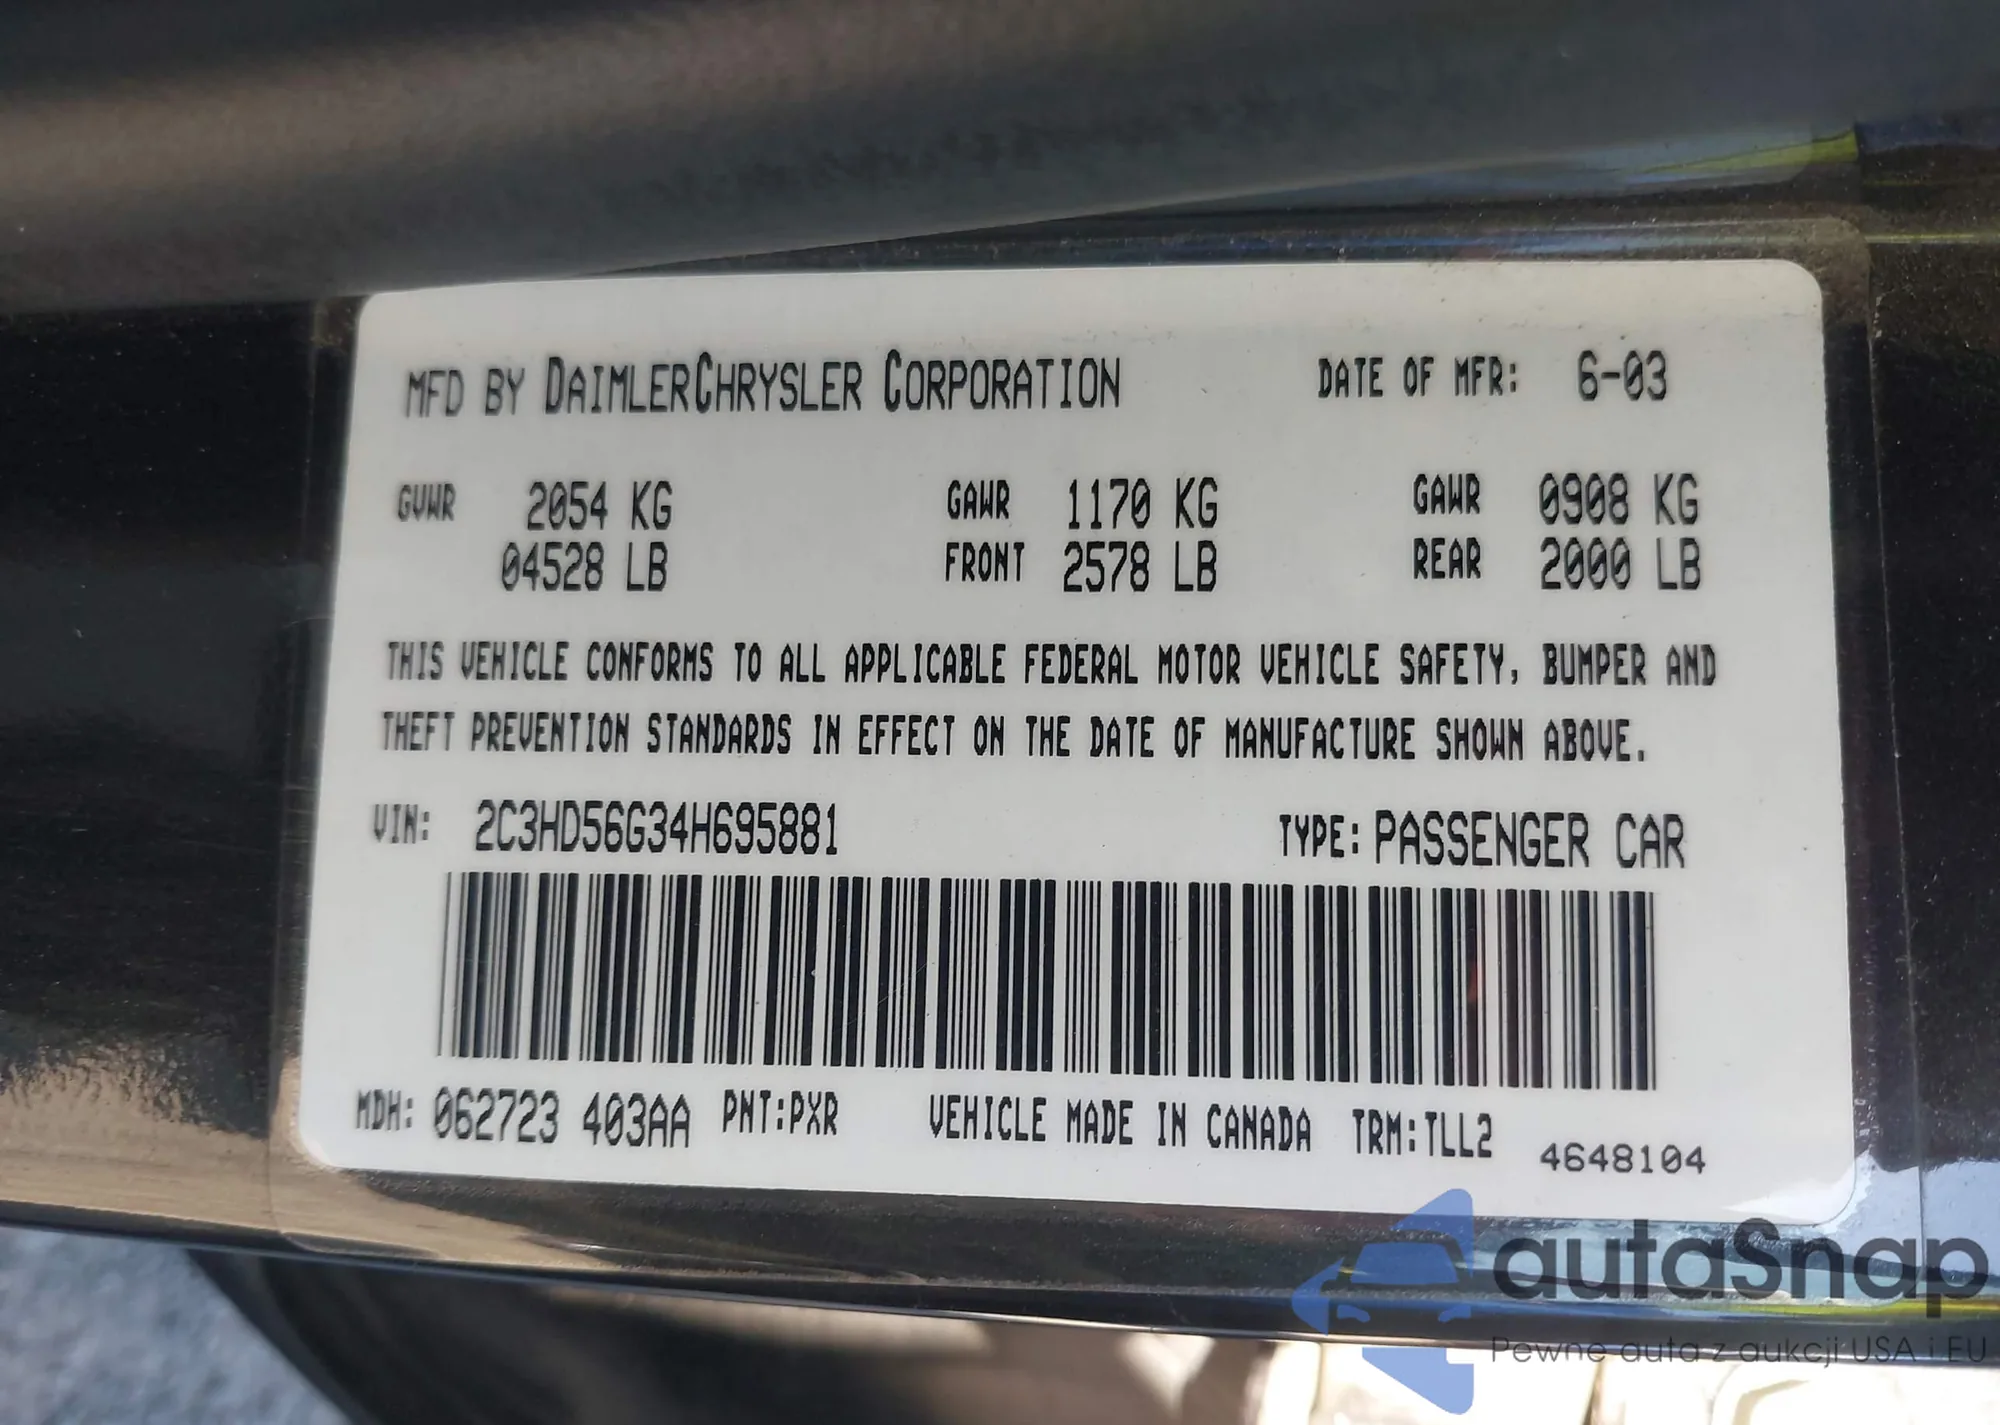 MFD BY DAIMLERCHRYSLER CORPORATION DATE OF MFR: 6-03
GVWR 2054 KG GAWR 1170 KG GAWR 0908 KG
04528 LB FRONT 2578 LB REAR 2000 LB
THIS VEHICLE CONFORMS TO ALL APPLICABLE FEDERAL MOTOR VEHICLE SAFETY, BUMPER AND
THEFT PREVENTION STANDARDS IN EFFECT ON THE DATE OF MANUFACTURE SHOWN ABOVE.
VIN: 2C3HD56G34H695881 TYPE: PASSENGER CAR
MDH: 062723 403AA PNT:PXR VEHICLE MADE IN CANADA TRM:TLL2 4648104
autaSnap
Pewne auta z aukcji USA i EU